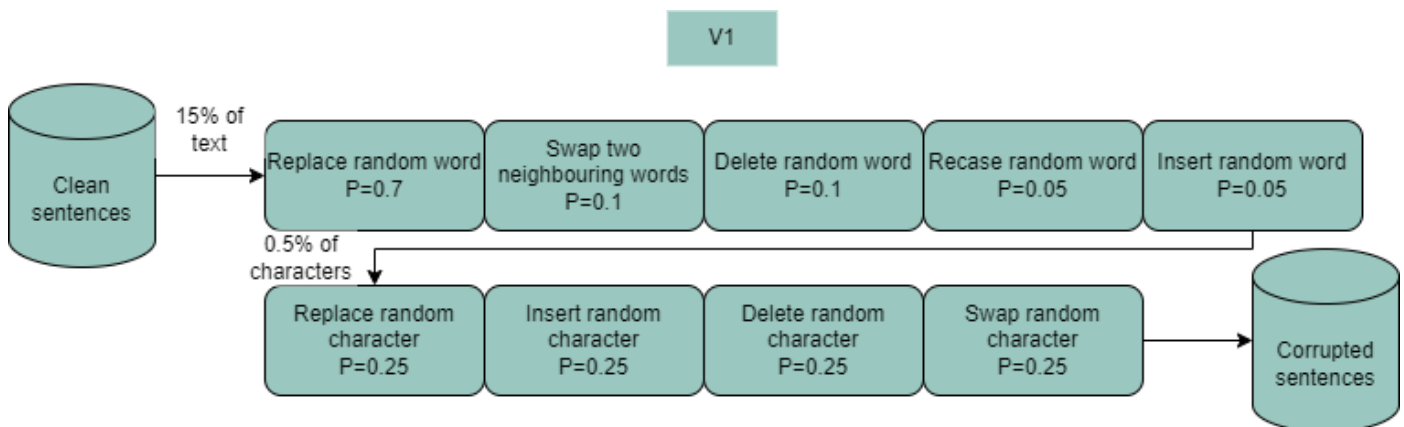 V1
15% of
text
Clean
sentences
Replace random word
P=0.7
Swap two
neighbouring words
P=0.1
Delete random word
P=0.1
Recase random word
P=0.05
Insert random word
P=0.05
0.5% of
characters
Replace random
character
P=0.25
Insert random
character
P=0.25
Delete random
character
P=0.25
Swap random
character
P=0.25
Corrupted
sentences